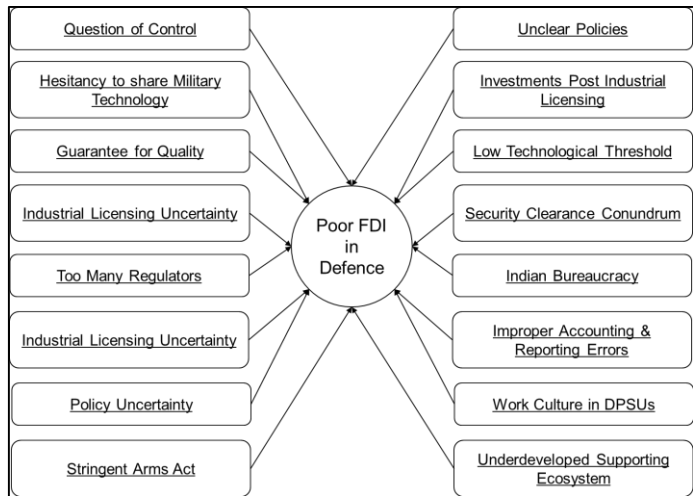 Question of Control
Hesitancy to share Military
Technology
Guarantee for Quality
Industrial Licensing Uncertainty
Too Many Regulators
Industrial Licensing Uncertainty
Policy Uncertainty
Stringent Arms Act
Poor FDI
in
Defence
Unclear Policies
Investments Post Industrial
Licensing
Low Technological Threshold
Security Clearance Conundrum
Indian Bureaucracy
Improper Accounting &
Reporting Errors
Work Culture in DPSUs
Underdeveloped Supporting
Ecosystem